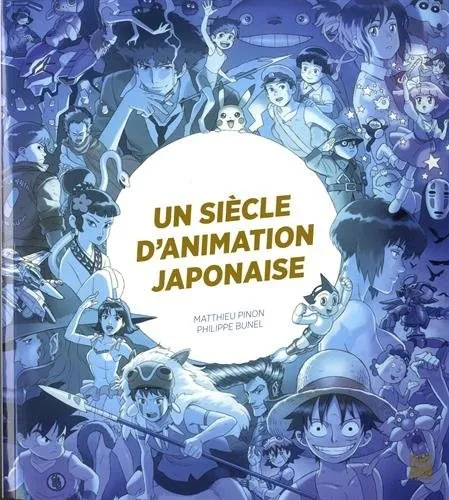 UN SIÈCLE
D'ANIMATION
JAPONAISE
MATTHIEU PINON
PHILIPPE BUNEL